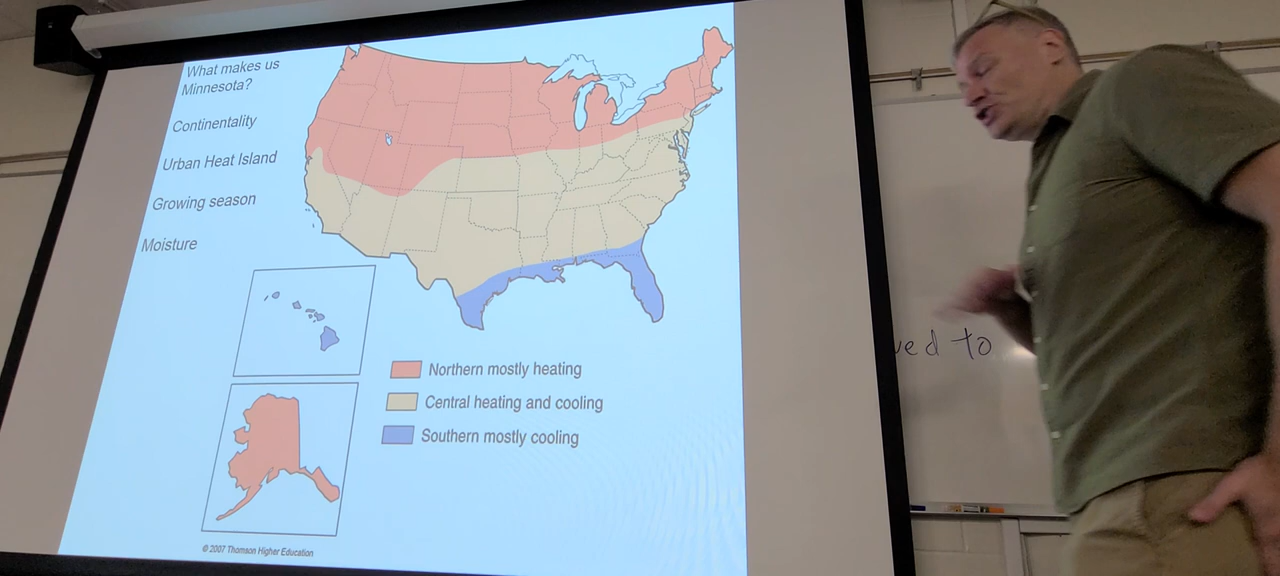 What makes us
Minnesota?
Continentality
Urban Heat Island
Growing season
Moisture
Northern mostly heating
Central heating and cooling
Southern mostly cooling
© 2007 Thomson Higher Education
to